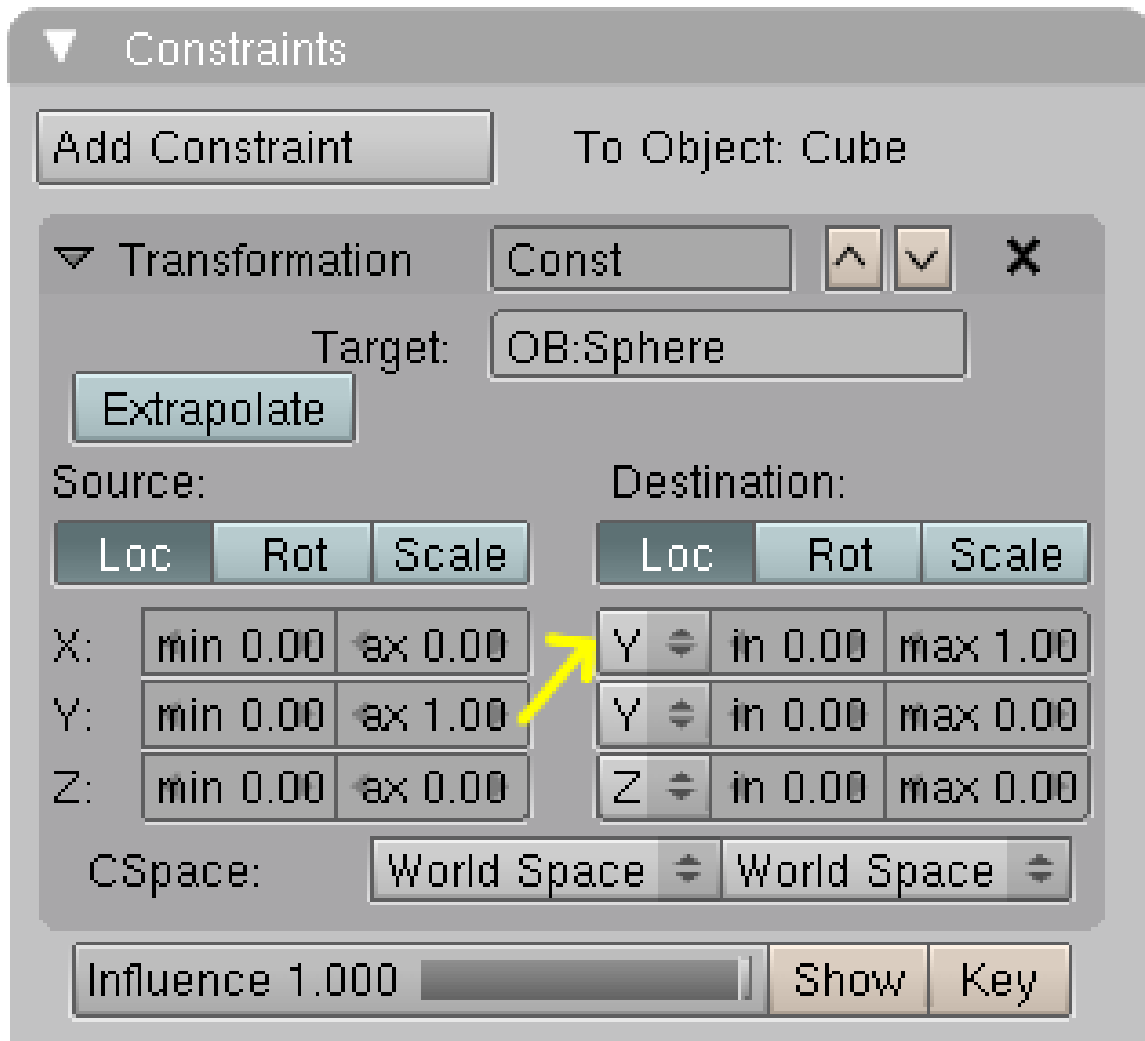 Constraints
Add Constraint To Object: Cube
Transformation Const
Target: OB:Sphere
Extrapolate
Source: Destination:
Loc Rot Scale Loc Rot Scale
X: min 0.00 ax 0.00 Y in 0.00 max 1.00
Y: min 0.00 ax 1.00 Y in 0.00 max 0.00
Z: min 0.00 ax 0.00 Z in 0.00 max 0.00
CSpace: World Space World Space
Influence 1.000 Show Key